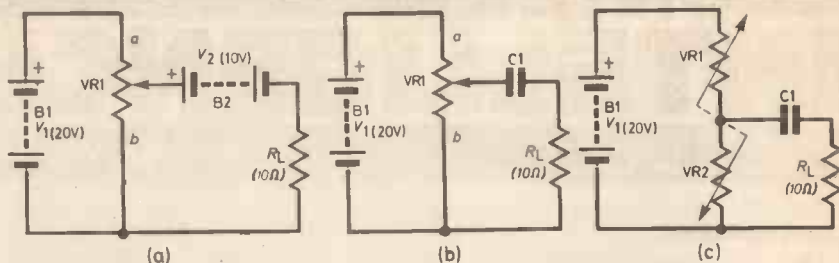 a
VR1
b
+
B1
V1 (20V)
+
V2 (10V)
B2
RL
(10Ω)
(a)
a
VR1
b
+
B1
V1 (20V)
C1
RL
(10Ω)
(b)
+
B1
V1 (20V)
VR1
VR2
C1
RL
(10Ω)
(c)